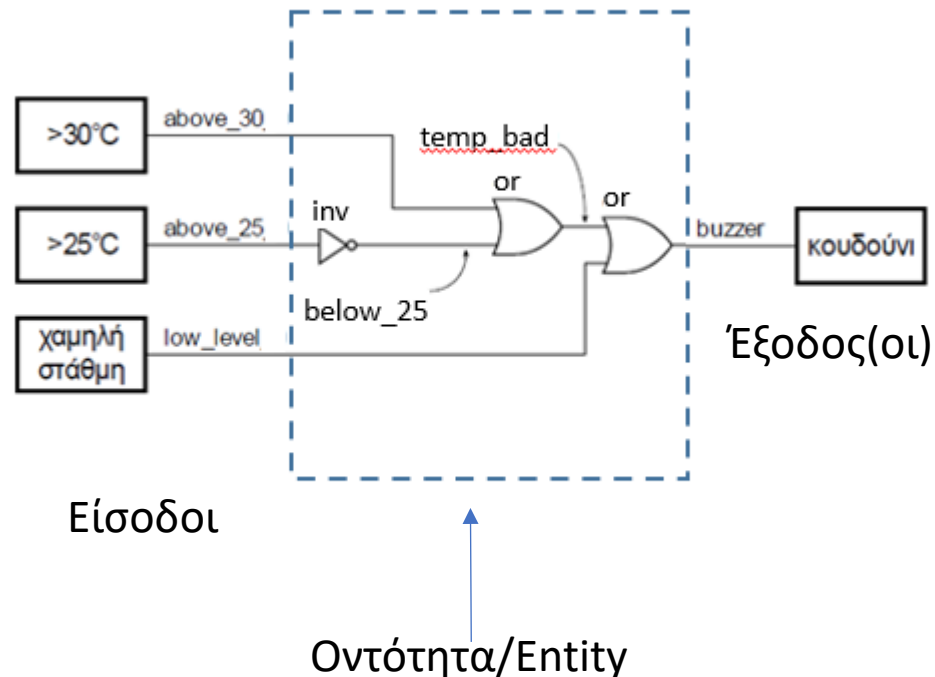 >30°C
above_30
temp_bad
or
or
inv
>25°C
above_25
buzzer
κουδούνι
below_25
χαμηλή
στάθμη
low_level
Έξοδος(οι)
Είσοδοι
Οντότητα/Entity